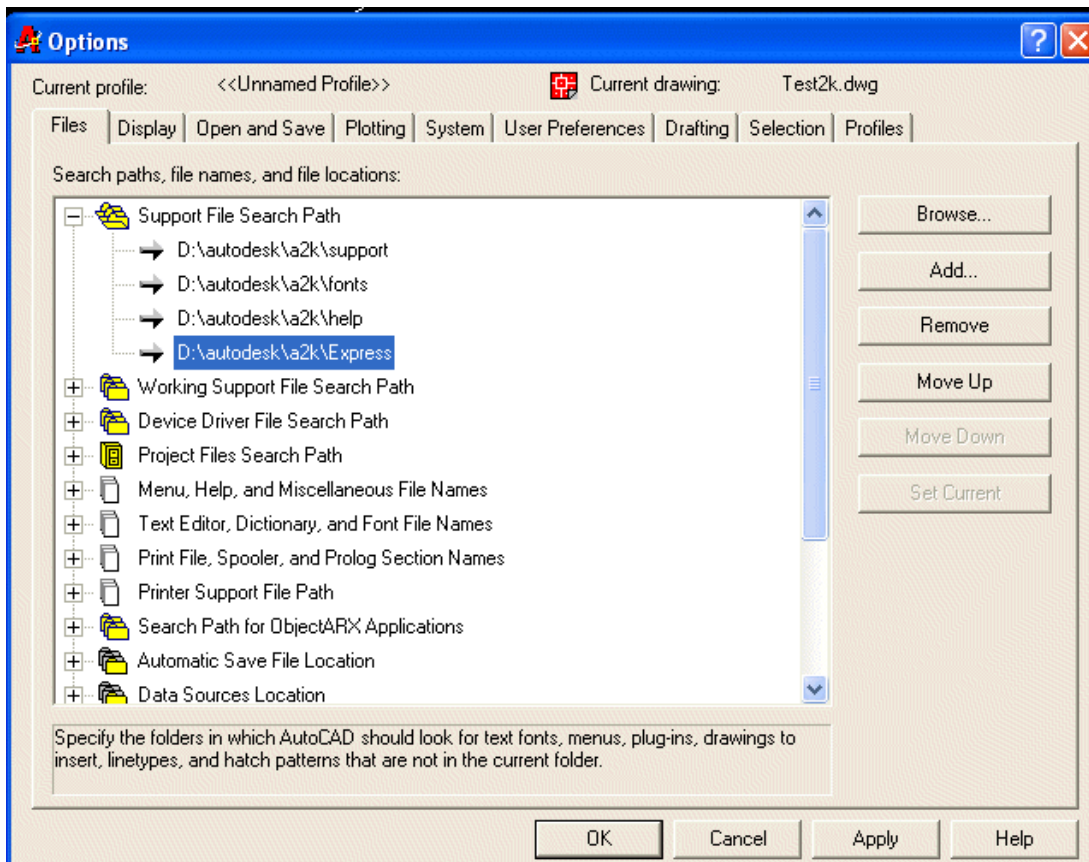 Options
Current profile: <<Unnamed Profile>> Current drawing: Test2k.dwg
Files Display Open and Save Plotting System User Preferences Drafting Selection Profiles
Search paths, file names, and file locations:
Support File Search Path
D:\autodesk\a2k\support
D:\autodesk\a2k\fonts
D:\autodesk\a2k\help
D:\autodesk\a2k\Express
Working Support File Search Path
Device Driver File Search Path
Project Files Search Path
Menu, Help, and Miscellaneous File Names
Text Editor, Dictionary, and Font File Names
Print File, Spooler, and Prolog Section Names
Printer Support File Path
Search Path for ObjectARX Applications
Automatic Save File Location
Data Sources Location
Browse...
Add...
Remove
Move Up
Move Down
Set Current
Specify the folders in which AutoCAD should look for text fonts, menus, plug-ins, drawings to
insert, linetypes, and hatch patterns that are not in the current folder.
OK Cancel Apply Help